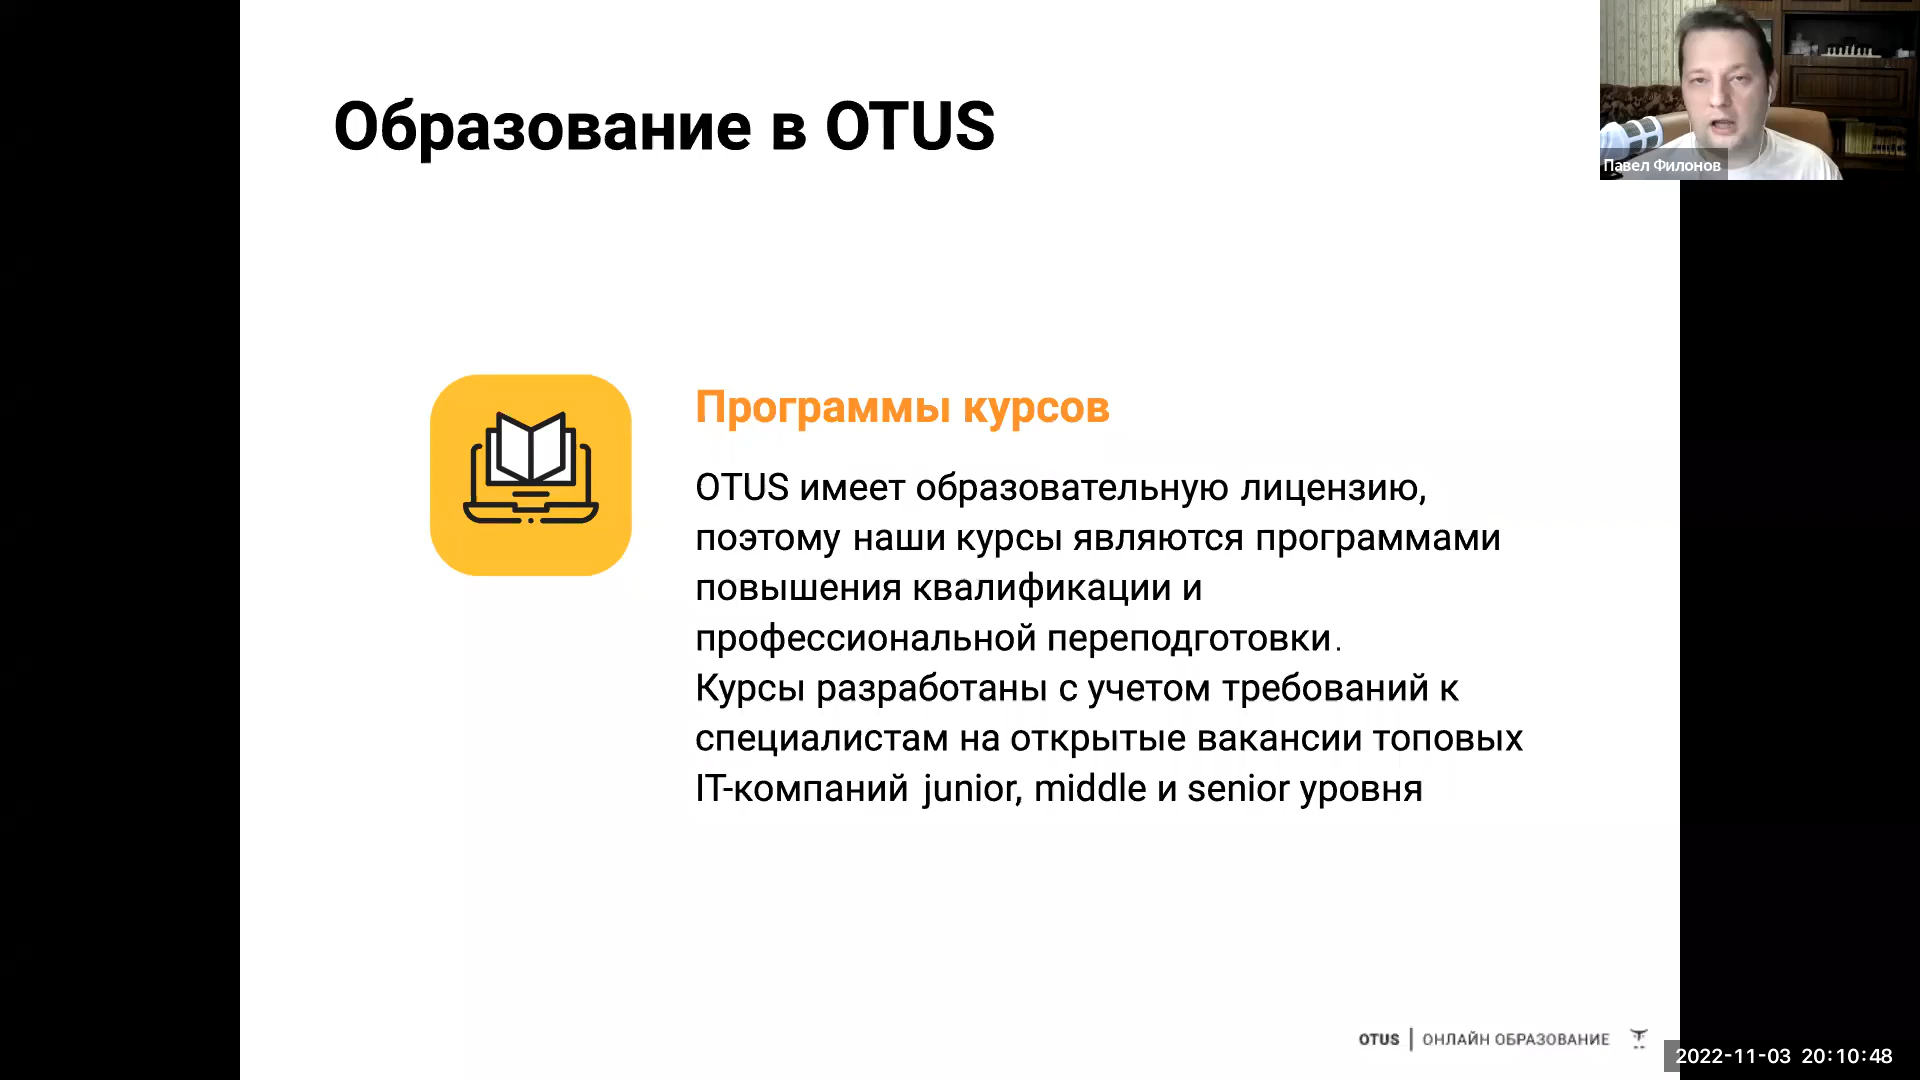 Образование в OTUS
Павел Филонов
Программы курсов
OTUS имеет образовательную лицензию,
поэтому наши курсы являются программами
повышения квалификации и
профессиональной переподготовки.
Курсы разработаны с учетом требований к
специалистам на открытые вакансии топовых
IT-компаний junior, middle и senior уровня
OTUS | ОНЛАЙН ОБРАЗОВАНИЕ
2022-11-03 20:10:48